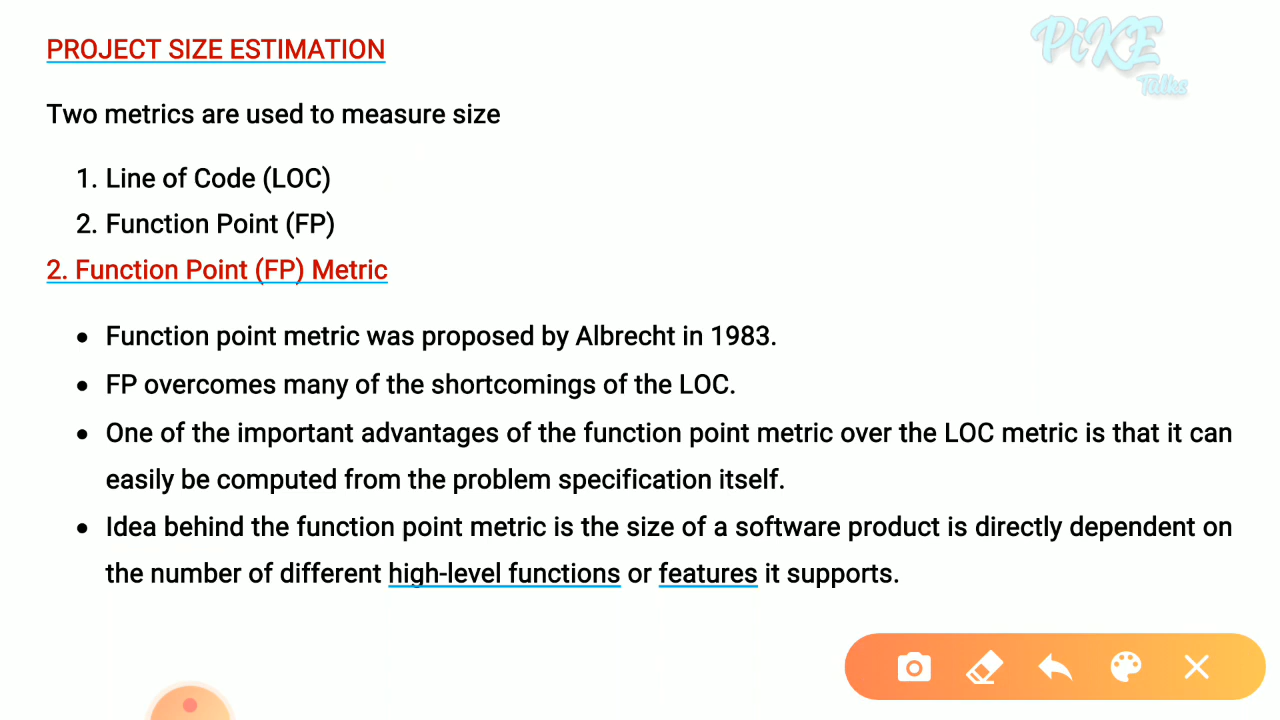 PROJECT SIZE ESTIMATION
PiKE
Talks
Two metrics are used to measure size
1. Line of Code (LOC)
2. Function Point (FP)
2. Function Point (FP) Metric
• Function point metric was proposed by Albrecht in 1983.
• FP overcomes many of the shortcomings of the LOC.
• One of the important advantages of the function point metric over the LOC metric is that it can
easily be computed from the problem specification itself.
• Idea behind the function point metric is the size of a software product is directly dependent on
the number of different high-level functions or features it supports.